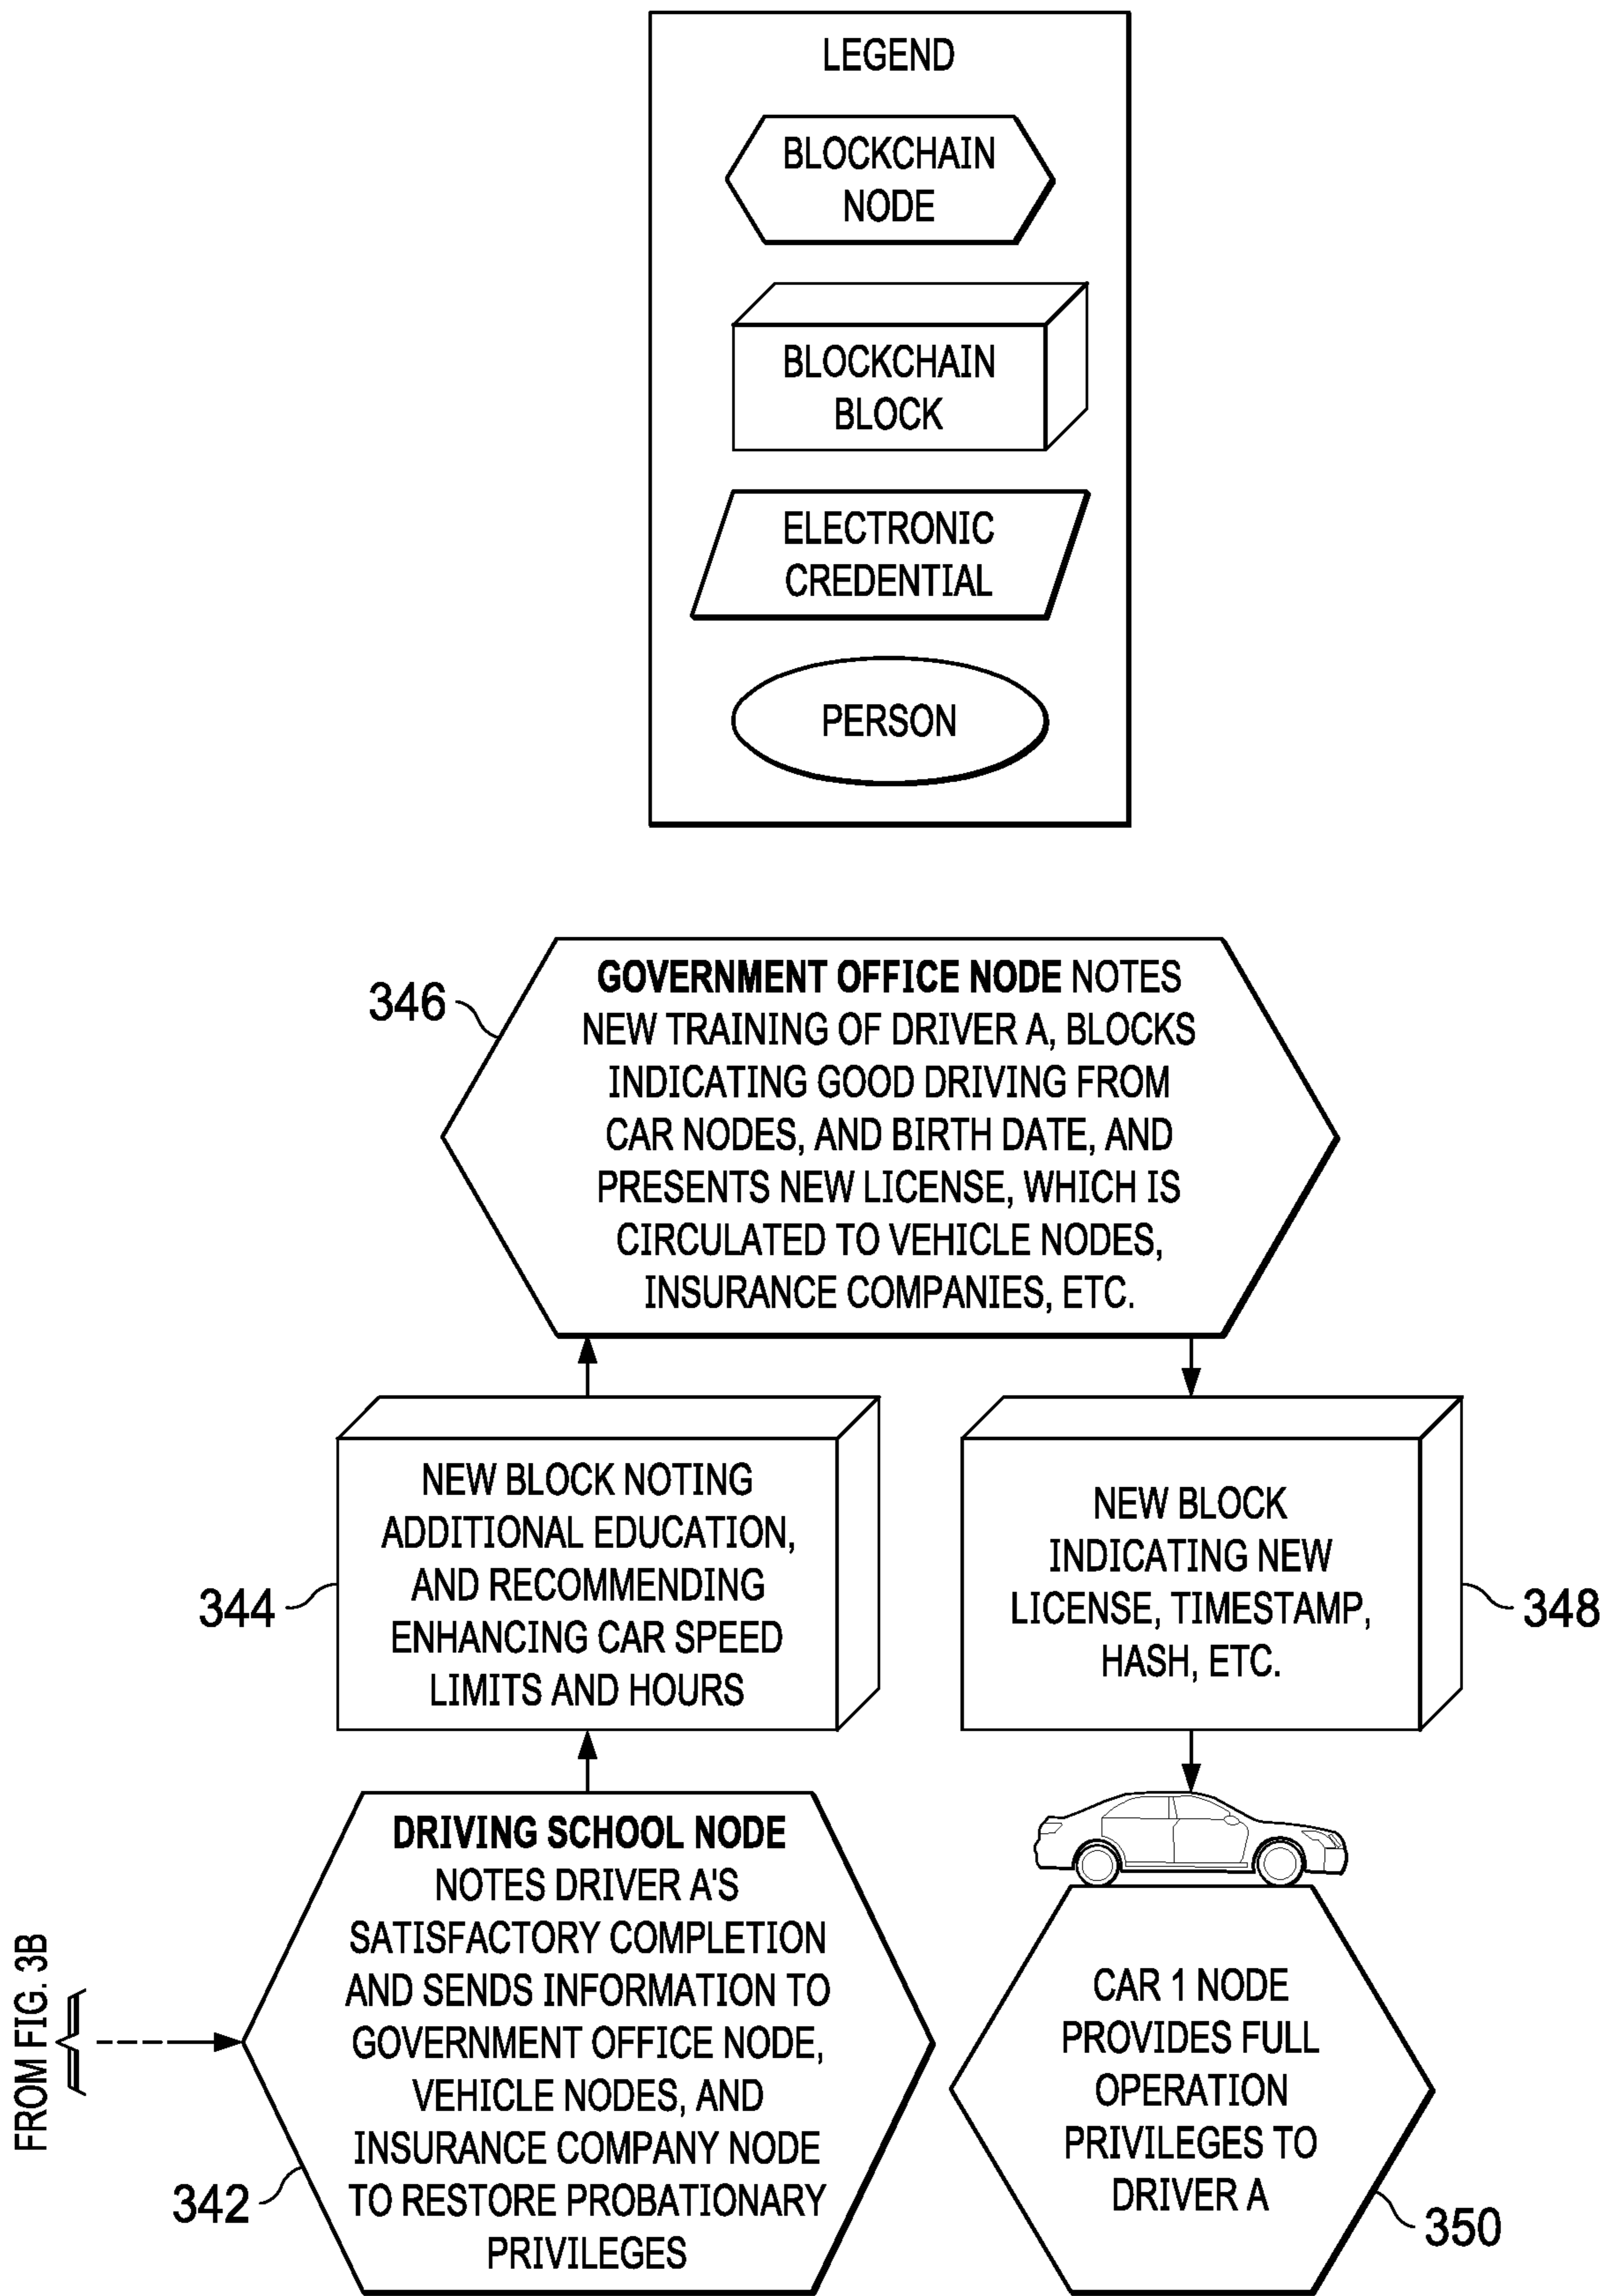 LEGEND
BLOCKCHAIN
NODE
BLOCKCHAIN
BLOCK
ELECTRONIC
CREDENTIAL
PERSON
346
GOVERNMENT OFFICE NODE NOTES
NEW TRAINING OF DRIVER A, BLOCKS
INDICATING GOOD DRIVING FROM
CAR NODES, AND BIRTH DATE, AND
PRESENTS NEW LICENSE, WHICH IS
CIRCULATED TO VEHICLE NODES,
INSURANCE COMPANIES, ETC.
344
NEW BLOCK NOTING
ADDITIONAL EDUCATION,
AND RECOMMENDING
ENHANCING CAR SPEED
LIMITS AND HOURS
NEW BLOCK
INDICATING NEW
LICENSE, TIMESTAMP,
HASH, ETC.
348
FROM FIG. 3B
DRIVING SCHOOL NODE
NOTES DRIVER A'S
SATISFACTORY COMPLETION
AND SENDS INFORMATION TO
GOVERNMENT OFFICE NODE,
VEHICLE NODES, AND
INSURANCE COMPANY NODE
TO RESTORE PROBATIONARY
PRIVILEGES
342
CAR 1 NODE
PROVIDES FULL
OPERATION
PRIVILEGES TO
DRIVER A
350